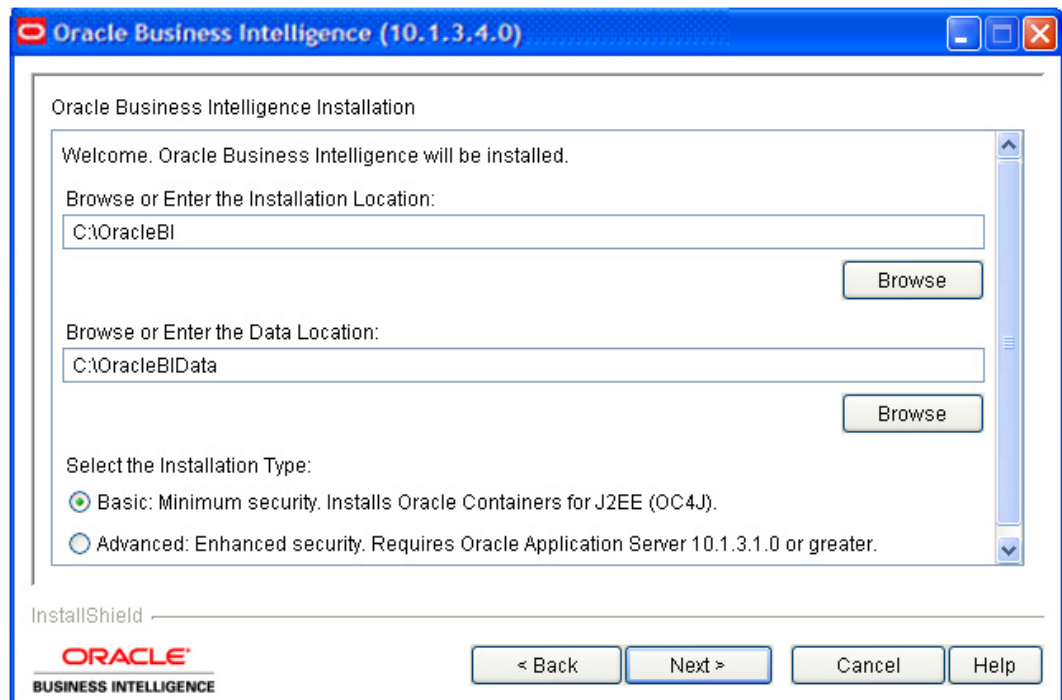 Oracle Business Intelligence (10.1.3.4.0)
Oracle Business Intelligence Installation
Welcome. Oracle Business Intelligence will be installed.
Browse or Enter the Installation Location:
C:\OracleBI
Browse
Browse or Enter the Data Location:
C:\OracleBIData
Browse
Select the Installation Type:
Basic: Minimum security. Installs Oracle Containers for J2EE (OC4J).
Advanced: Enhanced security. Requires Oracle Application Server 10.1.3.1.0 or greater.
InstallShield
ORACLE'
BUSINESS INTELLIGENCE
< Back
Next >
Cancel
Help